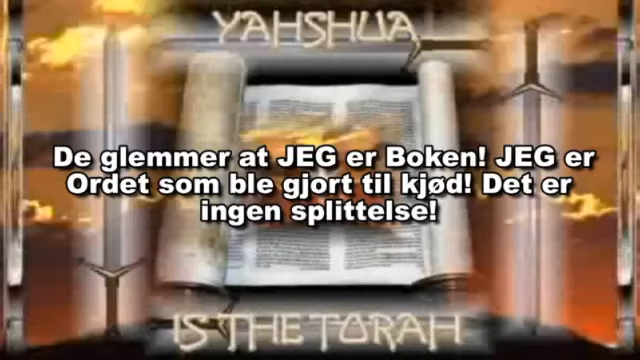 YAHSHUA
De glemmer at JEG er Boken! JEG er
Ordet som ble gjort til kjød! Det er
ingen splittelse!
IS THE TORAH